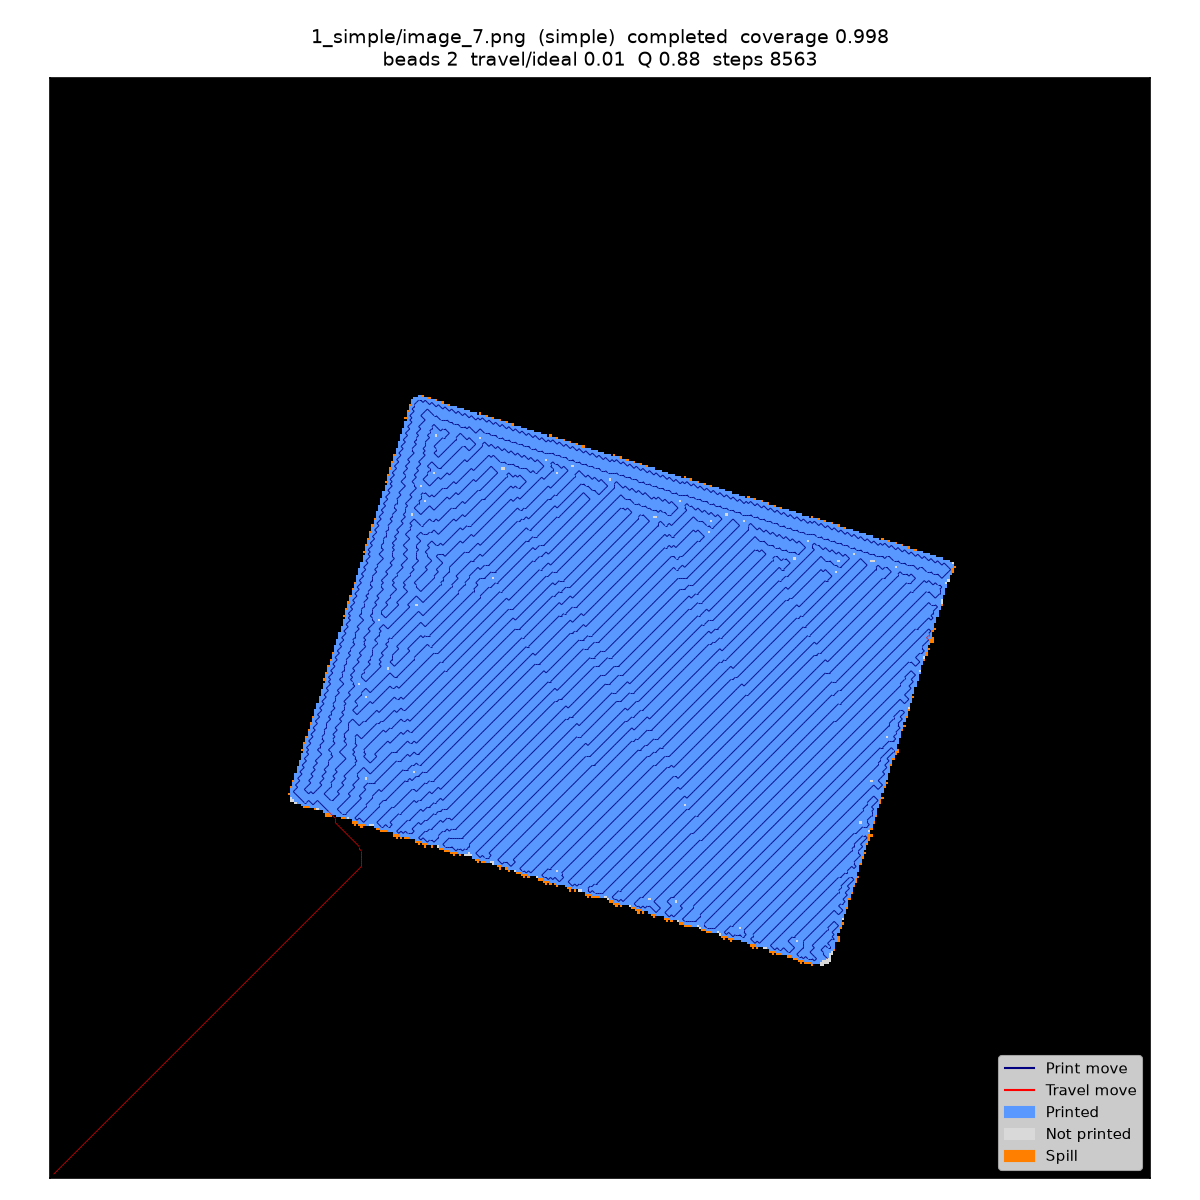 1_simple/image_7.png  (simple)  completed  coverage 0.998
beads 2  travel/ideal 0.01  Q 0.88  steps 8563
Print move
Travel move
Printed
Not printed
Spill